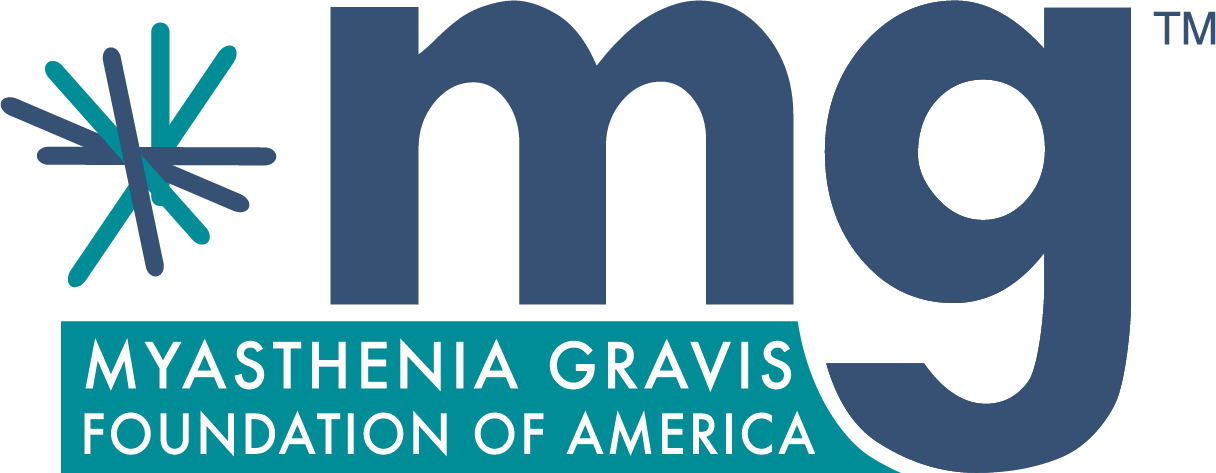 mg™
MYASTHENIA GRAVIS
FOUNDATION OF AMERICA